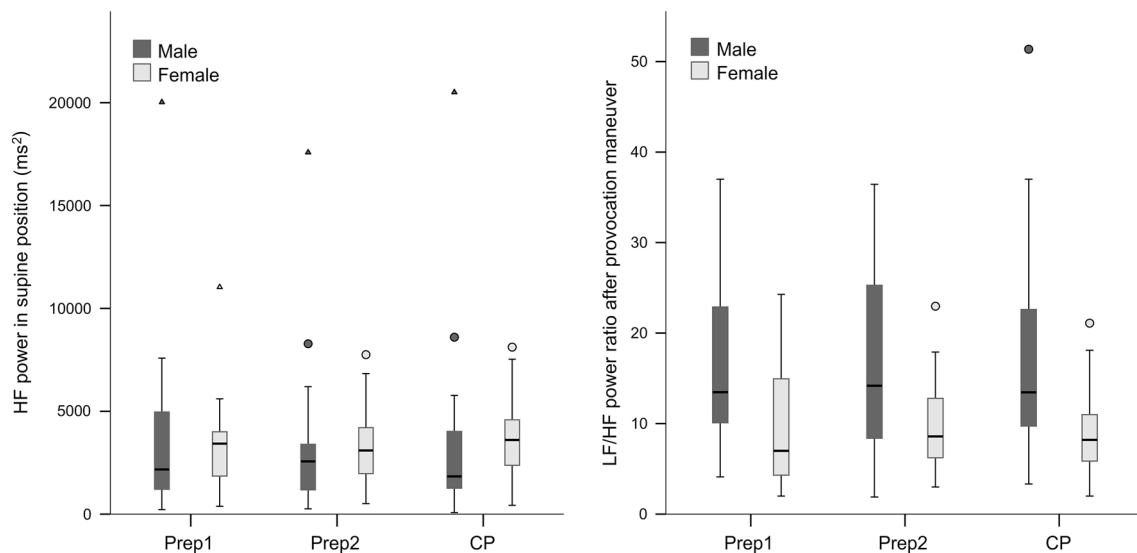 HF power in supine position (ms²)
Male
Female
20000
15000
10000
5000
0
Prep1
Prep2
CP
LF/HF power ratio after provocation maneuver
Male
Female
50
40
30
20
10
0
Prep1
Prep2
CP